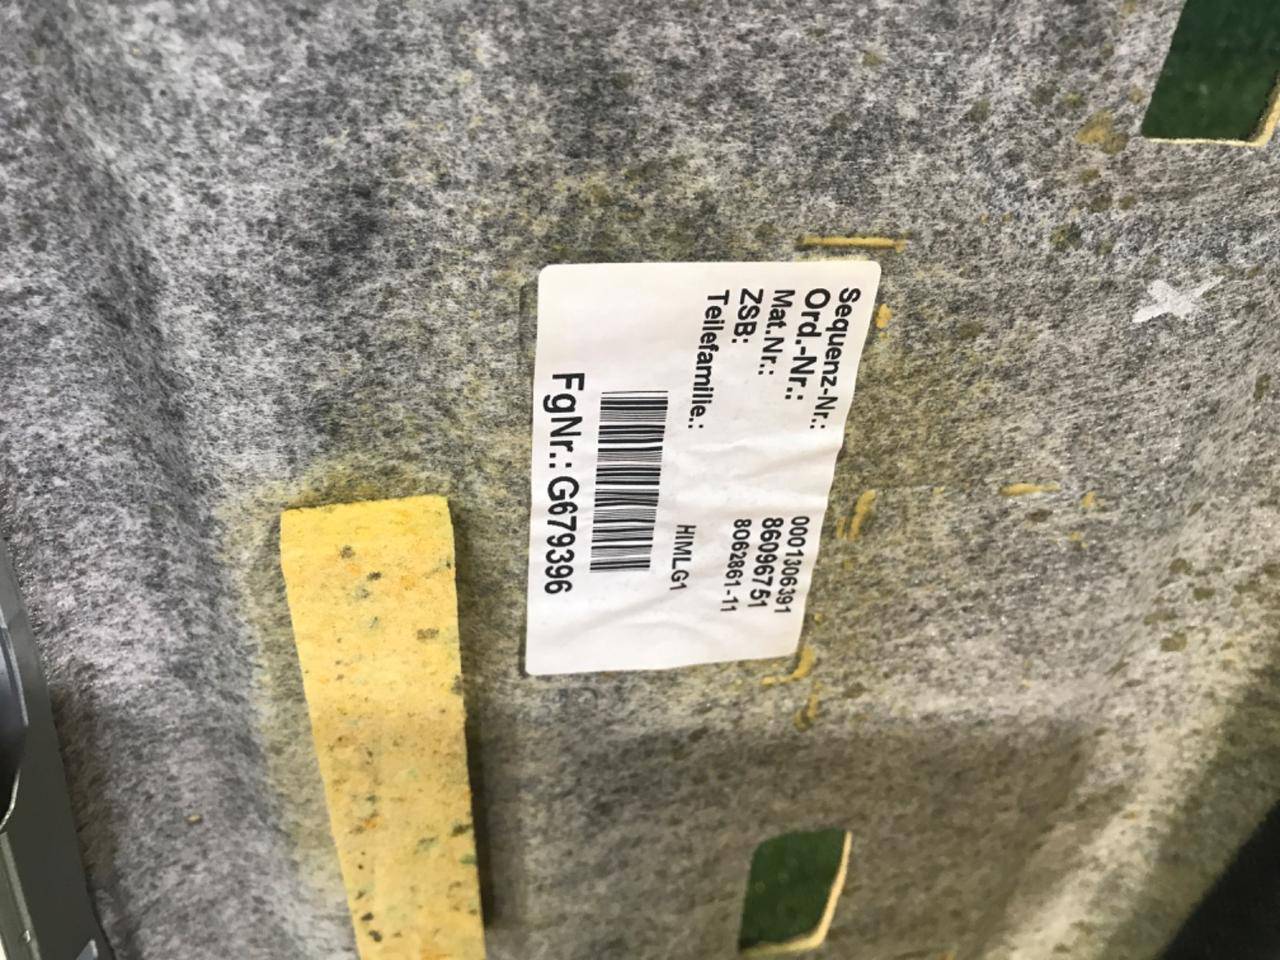 Sequenz-Nr.: 0001306391
Ord.-Nr.: 86096751
Mat.Nr.: 8062861-11
ZSB:
Teilefamilie.: HIMLG1
FgNr.: G679396